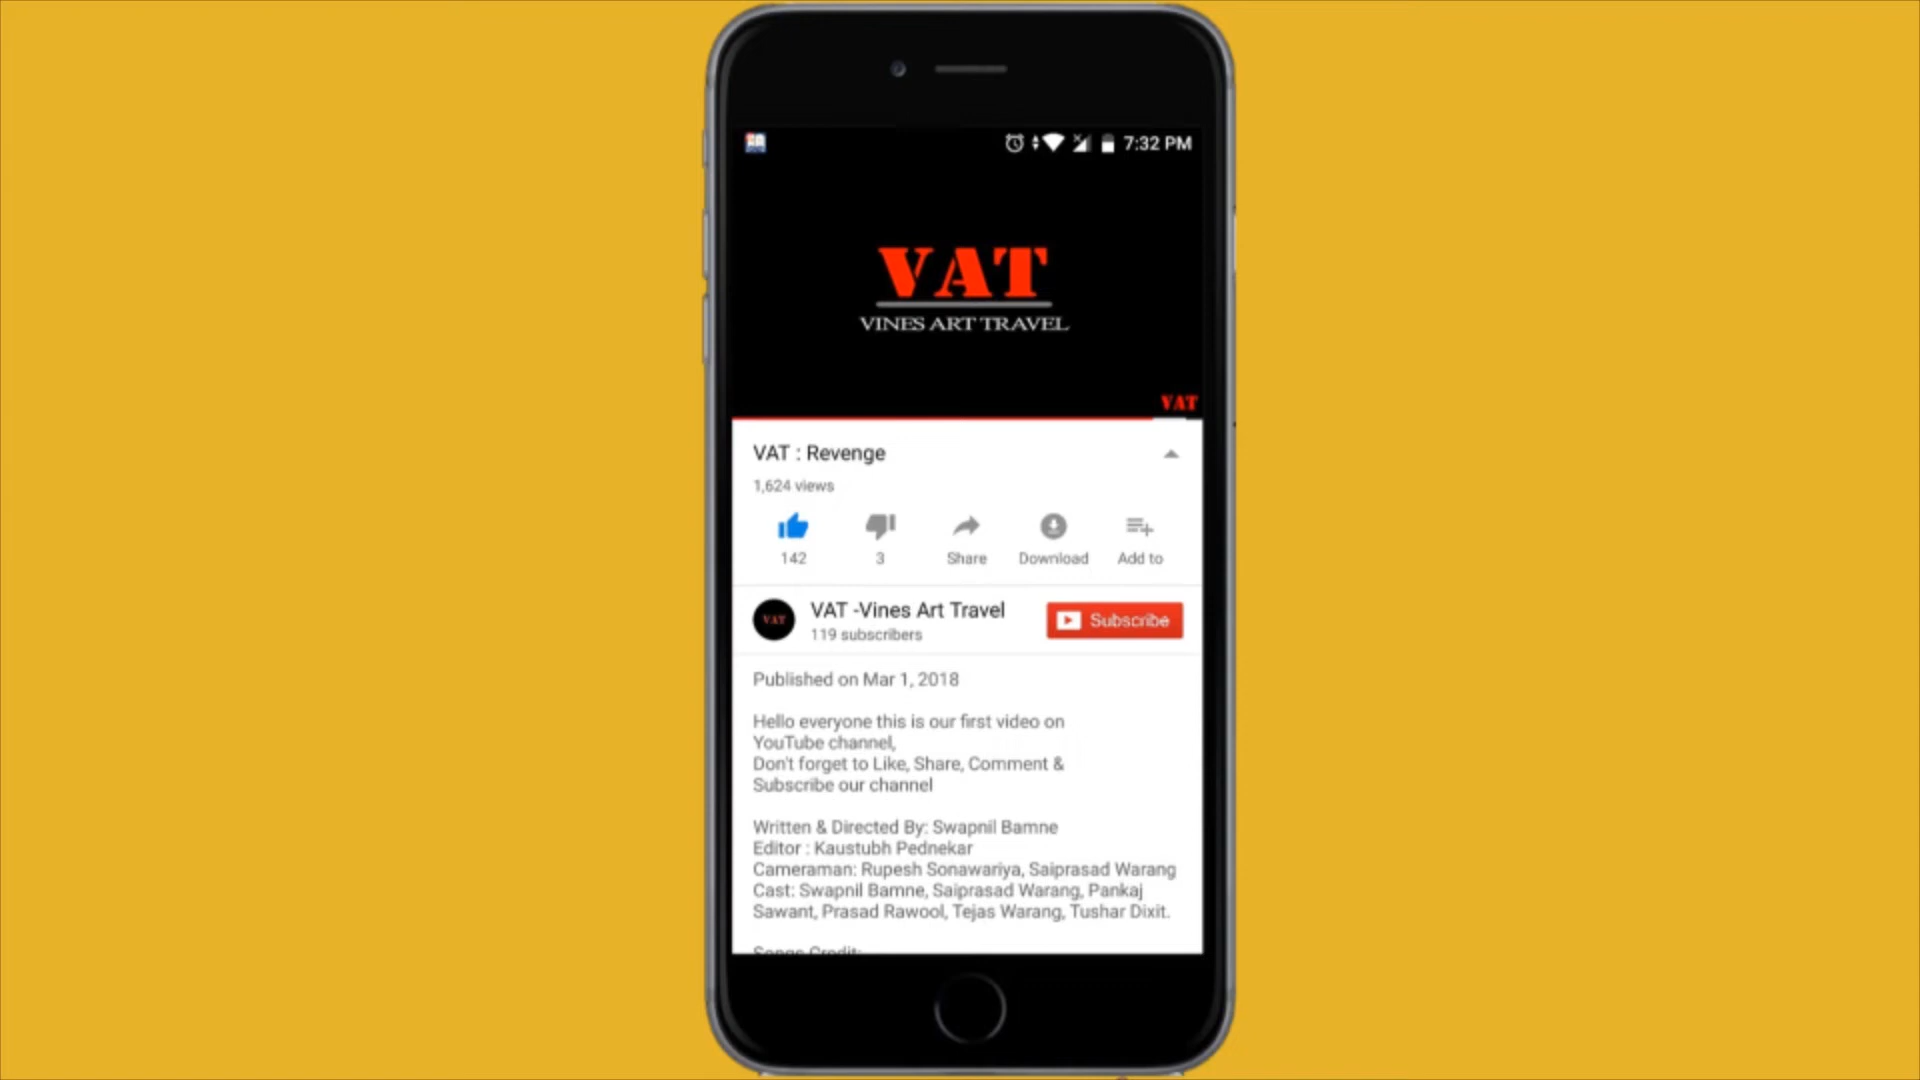 7:32 PM
VAT
VINES ART TRAVEL
VAT
VAT : Revenge
1,624 views
142
3
Share
Download
Add to
VAT
VAT -Vines Art Travel
119 subscribers
Subscribe
Published on Mar 1, 2018
Hello everyone this is our first video on
YouTube channel,
Don't forget to Like, Share, Comment &
Subscribe our channel
Written & Directed By: Swapnil Bamne
Editor : Kaustubh Pednekar
Cameraman: Rupesh Sonawariya, Saiprasad Warang
Cast: Swapnil Bamne, Saiprasad Warang, Pankaj
Sawant, Prasad Rawool, Tejas Warang, Tushar Dixit.
Songs Credit: